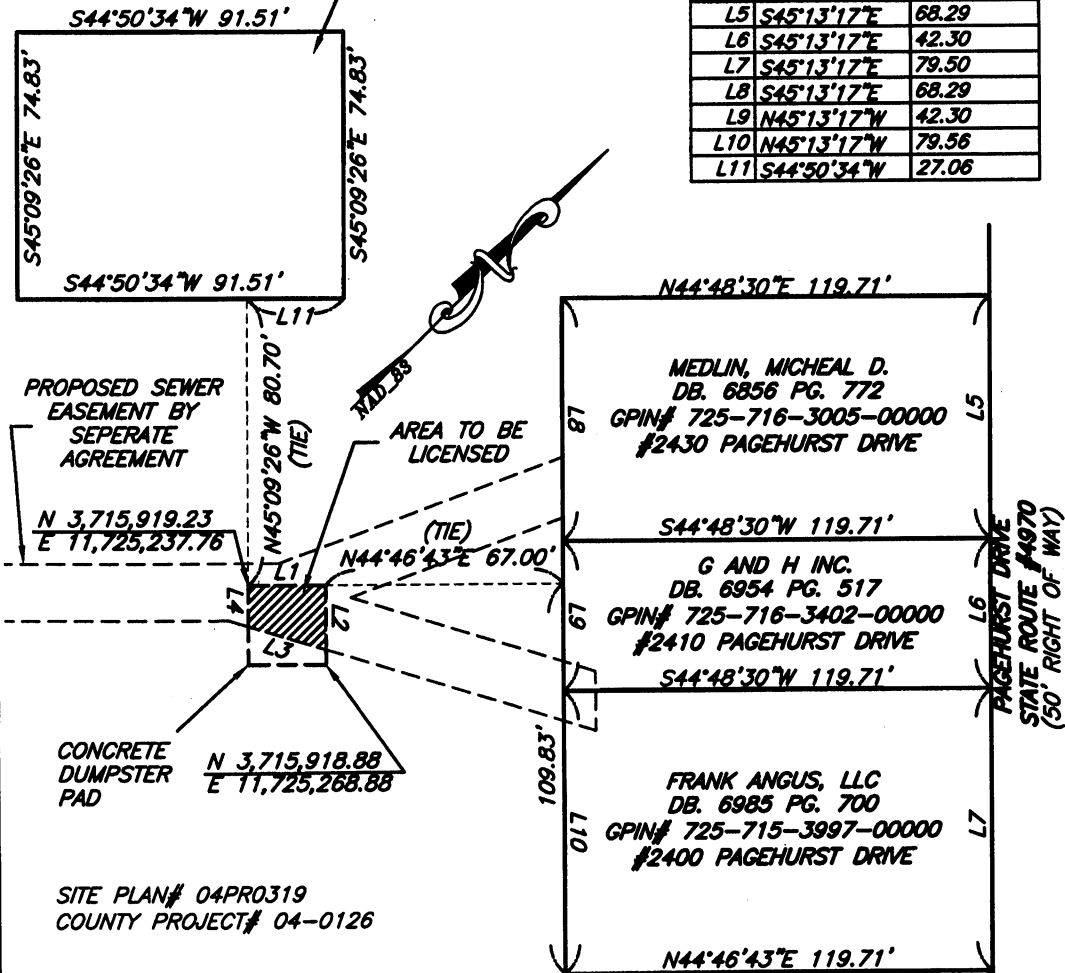 S44°50'34"W 91.51'
S45°09'26"E 74.83'
S45°09'26"E 74.83'
S44°50'34"W 91.51'
L11
L5 S45°13'17"E 68.29
L6 S45°13'17"E 42.30
L7 S45°13'17"E 79.50
L8 S45°13'17"E 68.29
L9 N45°13'17"W 42.30
L10 N45°13'17"W 79.56
L11 S44°50'34"W 27.06
NAD 83
PROPOSED SEWER
EASEMENT BY
SEPERATE
AGREEMENT
N45°09'26"W 80.70'
(TIE)
AREA TO BE
LICENSED
N 3,715,919.23
E 11,725,237.76
(TIE)
N44°46'43"E 67.00'
L1
L4
L2
L3
CONCRETE
DUMPSTER
PAD
N 3,715,918.88
E 11,725,268.88
N44°48'30"E 119.71'
MEDLIN, MICHEAL D.
DB. 6856 PG. 772
GPIN# 725-716-3005-00000
#2430 PAGEHURST DRIVE
L8
L5
S44°48'30"W 119.71'
G AND H INC.
DB. 6954 PG. 517
GPIN# 725-716-3402-00000
#2410 PAGEHURST DRIVE
L9
L6
S44°48'30"W 119.71'
109.83'
FRANK ANGUS, LLC
DB. 6985 PG. 700
GPIN# 725-715-3997-00000
#2400 PAGEHURST DRIVE
L10
L7
N44°46'43"E 119.71'
PAGEHURST DRIVE
STATE ROUTE #4970
(50' RIGHT OF WAY)
SITE PLAN# 04PR0319
COUNTY PROJECT# 04-0126